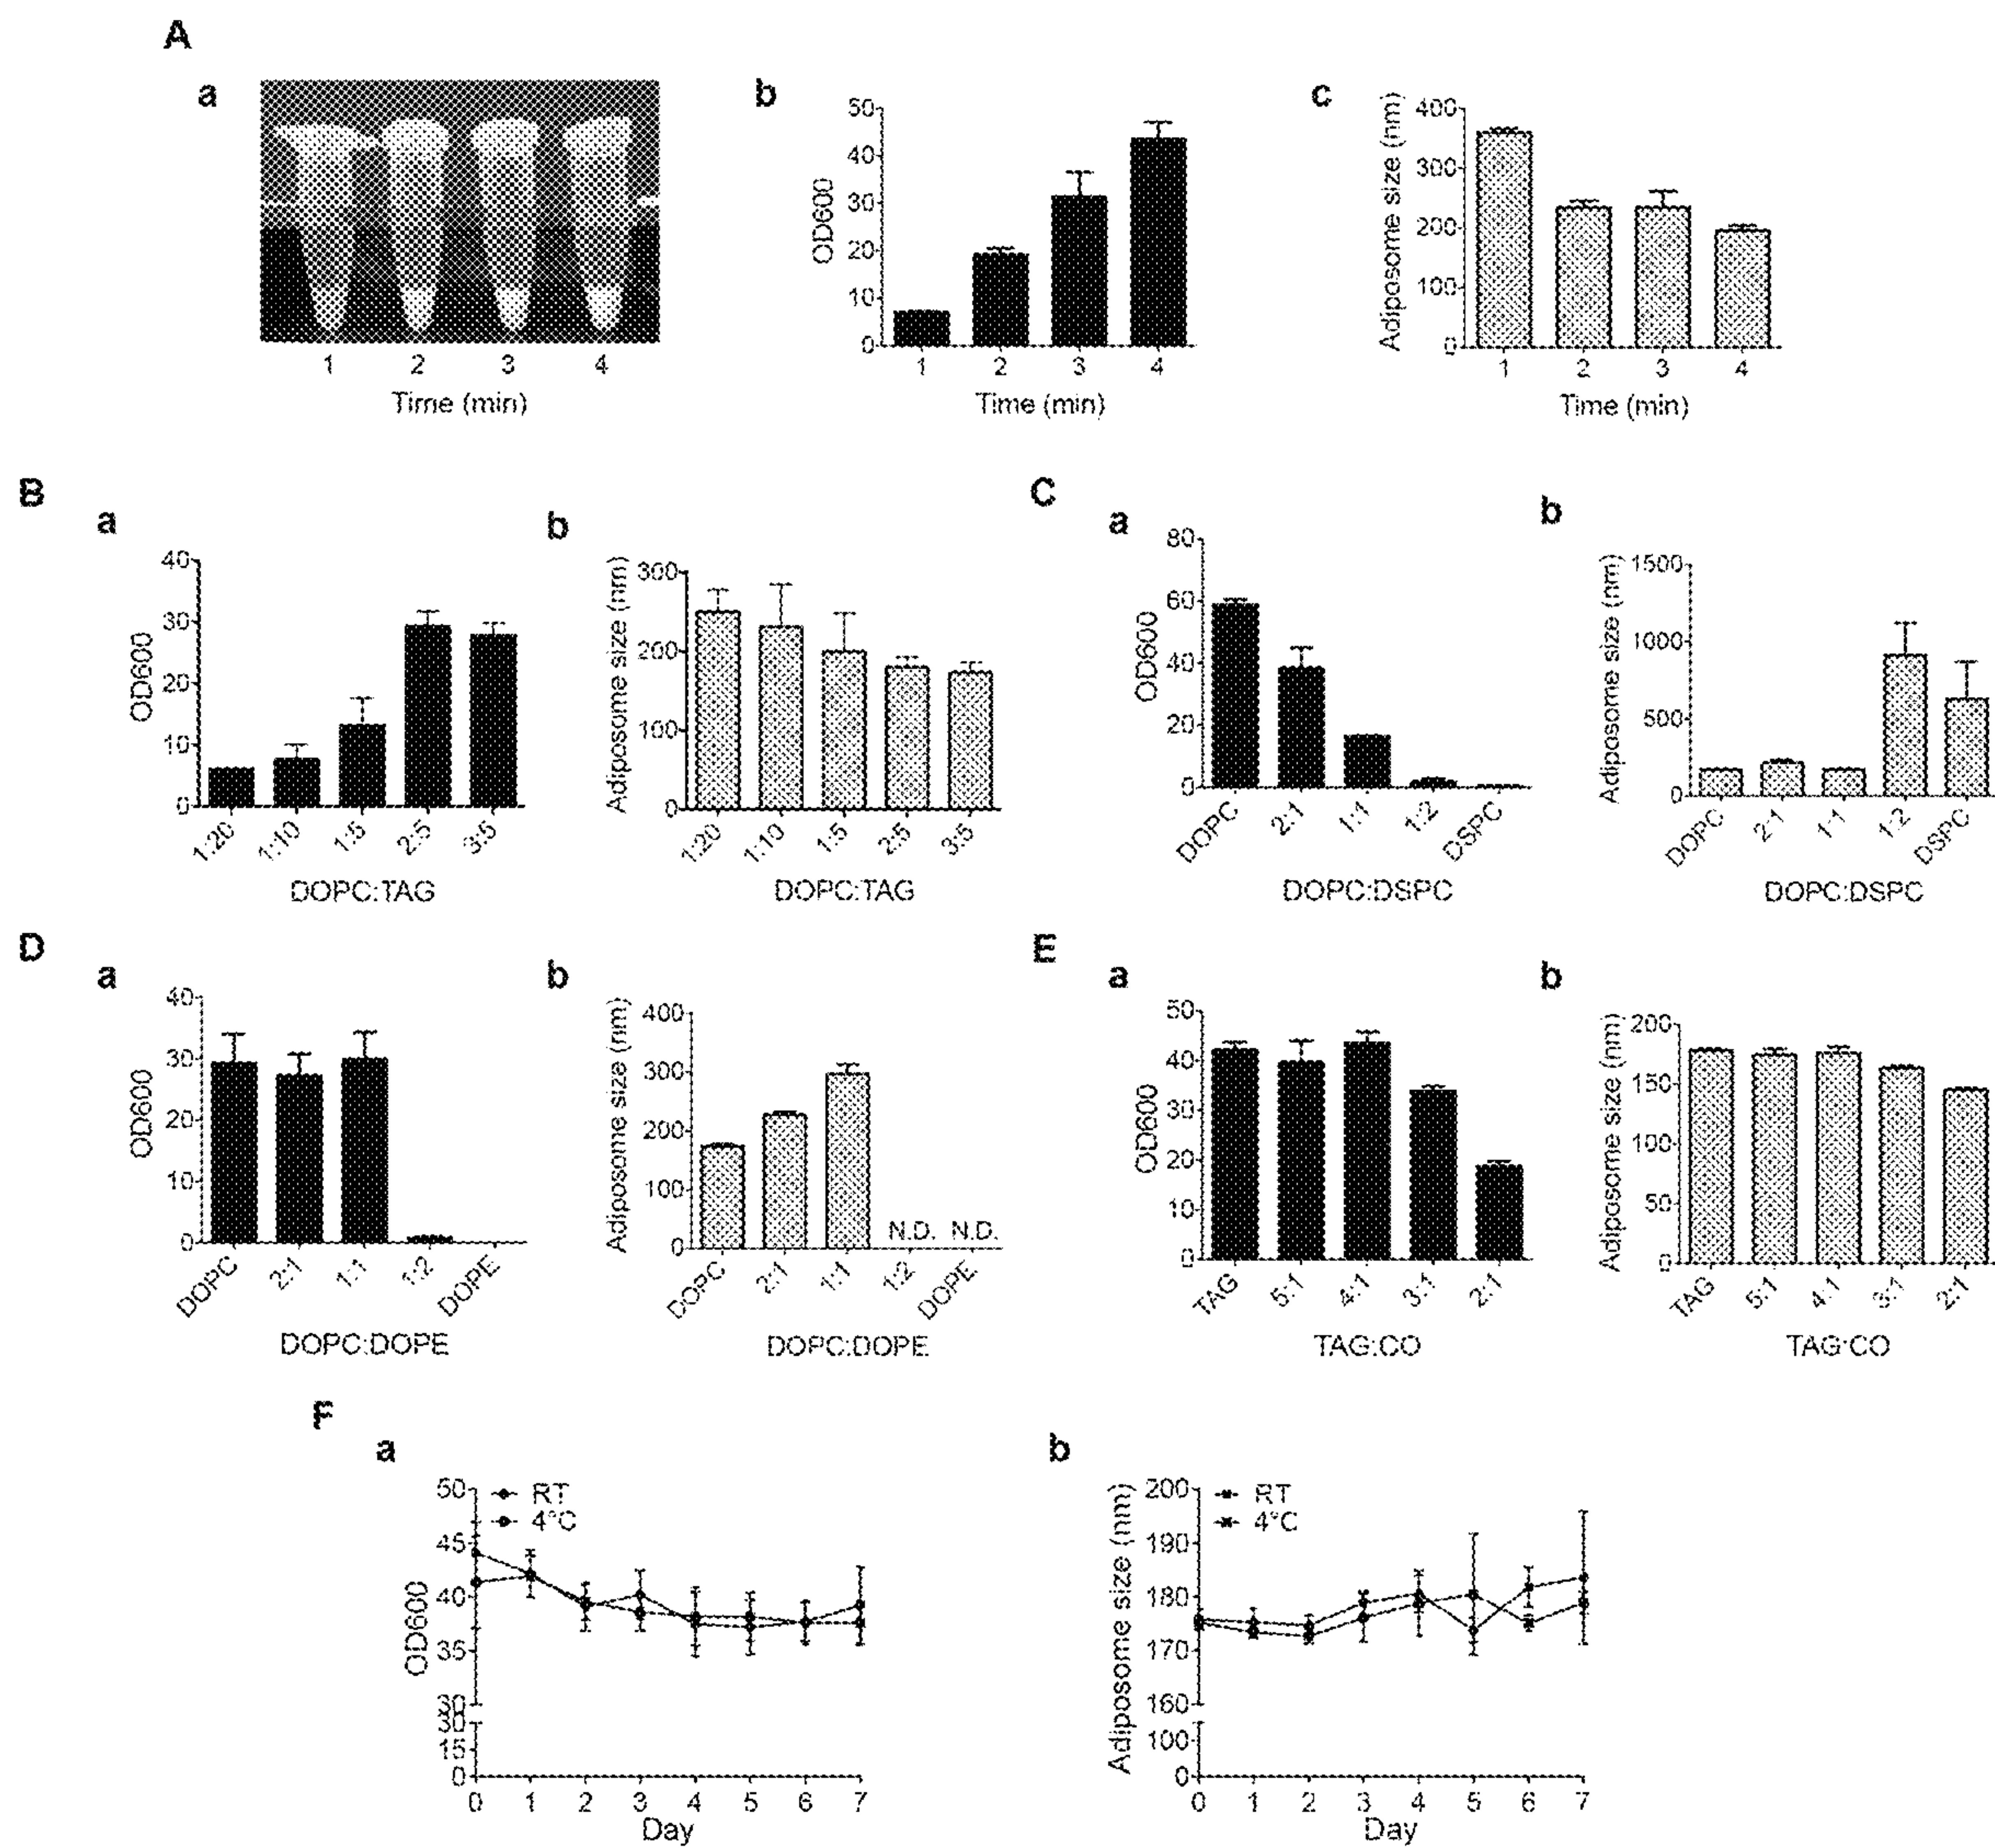 A
a
1 2 3 4
Time (min)
b
OD600
50
40
30
20
10
0
1 2 3 4
Time (min)
c
Adiposome size (nm)
400
300
200
100
0
1 2 3 4
Time (min)
B
a
OD600
40
30
20
10
0
1:20 1:10 1:5 2:5 3:5
DOPC:TAG
b
Adiposome size (nm)
300
200
100
0
1:20 1:10 1:5 2:5 3:5
DOPC:TAG
C
a
OD600
80
60
40
20
0
DOPC 2:1 1:1 1:2 DSPC
DOPC:DSPC
b
Adiposome size (nm)
1500
1000
500
0
DOPC 2:1 1:1 1:2 DSPC
DOPC:DSPC
D
a
OD600
40
30
20
10
0
DOPC 2:1 1:1 1:2 DOPE
DOPC:DOPE
b
Adiposome size (nm)
400
300
200
100
0
N.D. N.D.
DOPC 2:1 1:1 1:2 DOPE
DOPC:DOPE
E
a
OD600
50
40
30
20
10
0
TAG 5:1 4:1 3:1 2:1
TAG:CO
b
Adiposome size (nm)
200
150
100
50
0
TAG 5:1 4:1 3:1 2:1
TAG:CO
F
a
OD600
50
45
40
35
30
30
15
0
RT
4°C
0 1 2 3 4 5 6 7
Day
b
Adiposome size (nm)
200
190
180
170
160
100
0
RT
4°C
0 1 2 3 4 5 6 7
Day